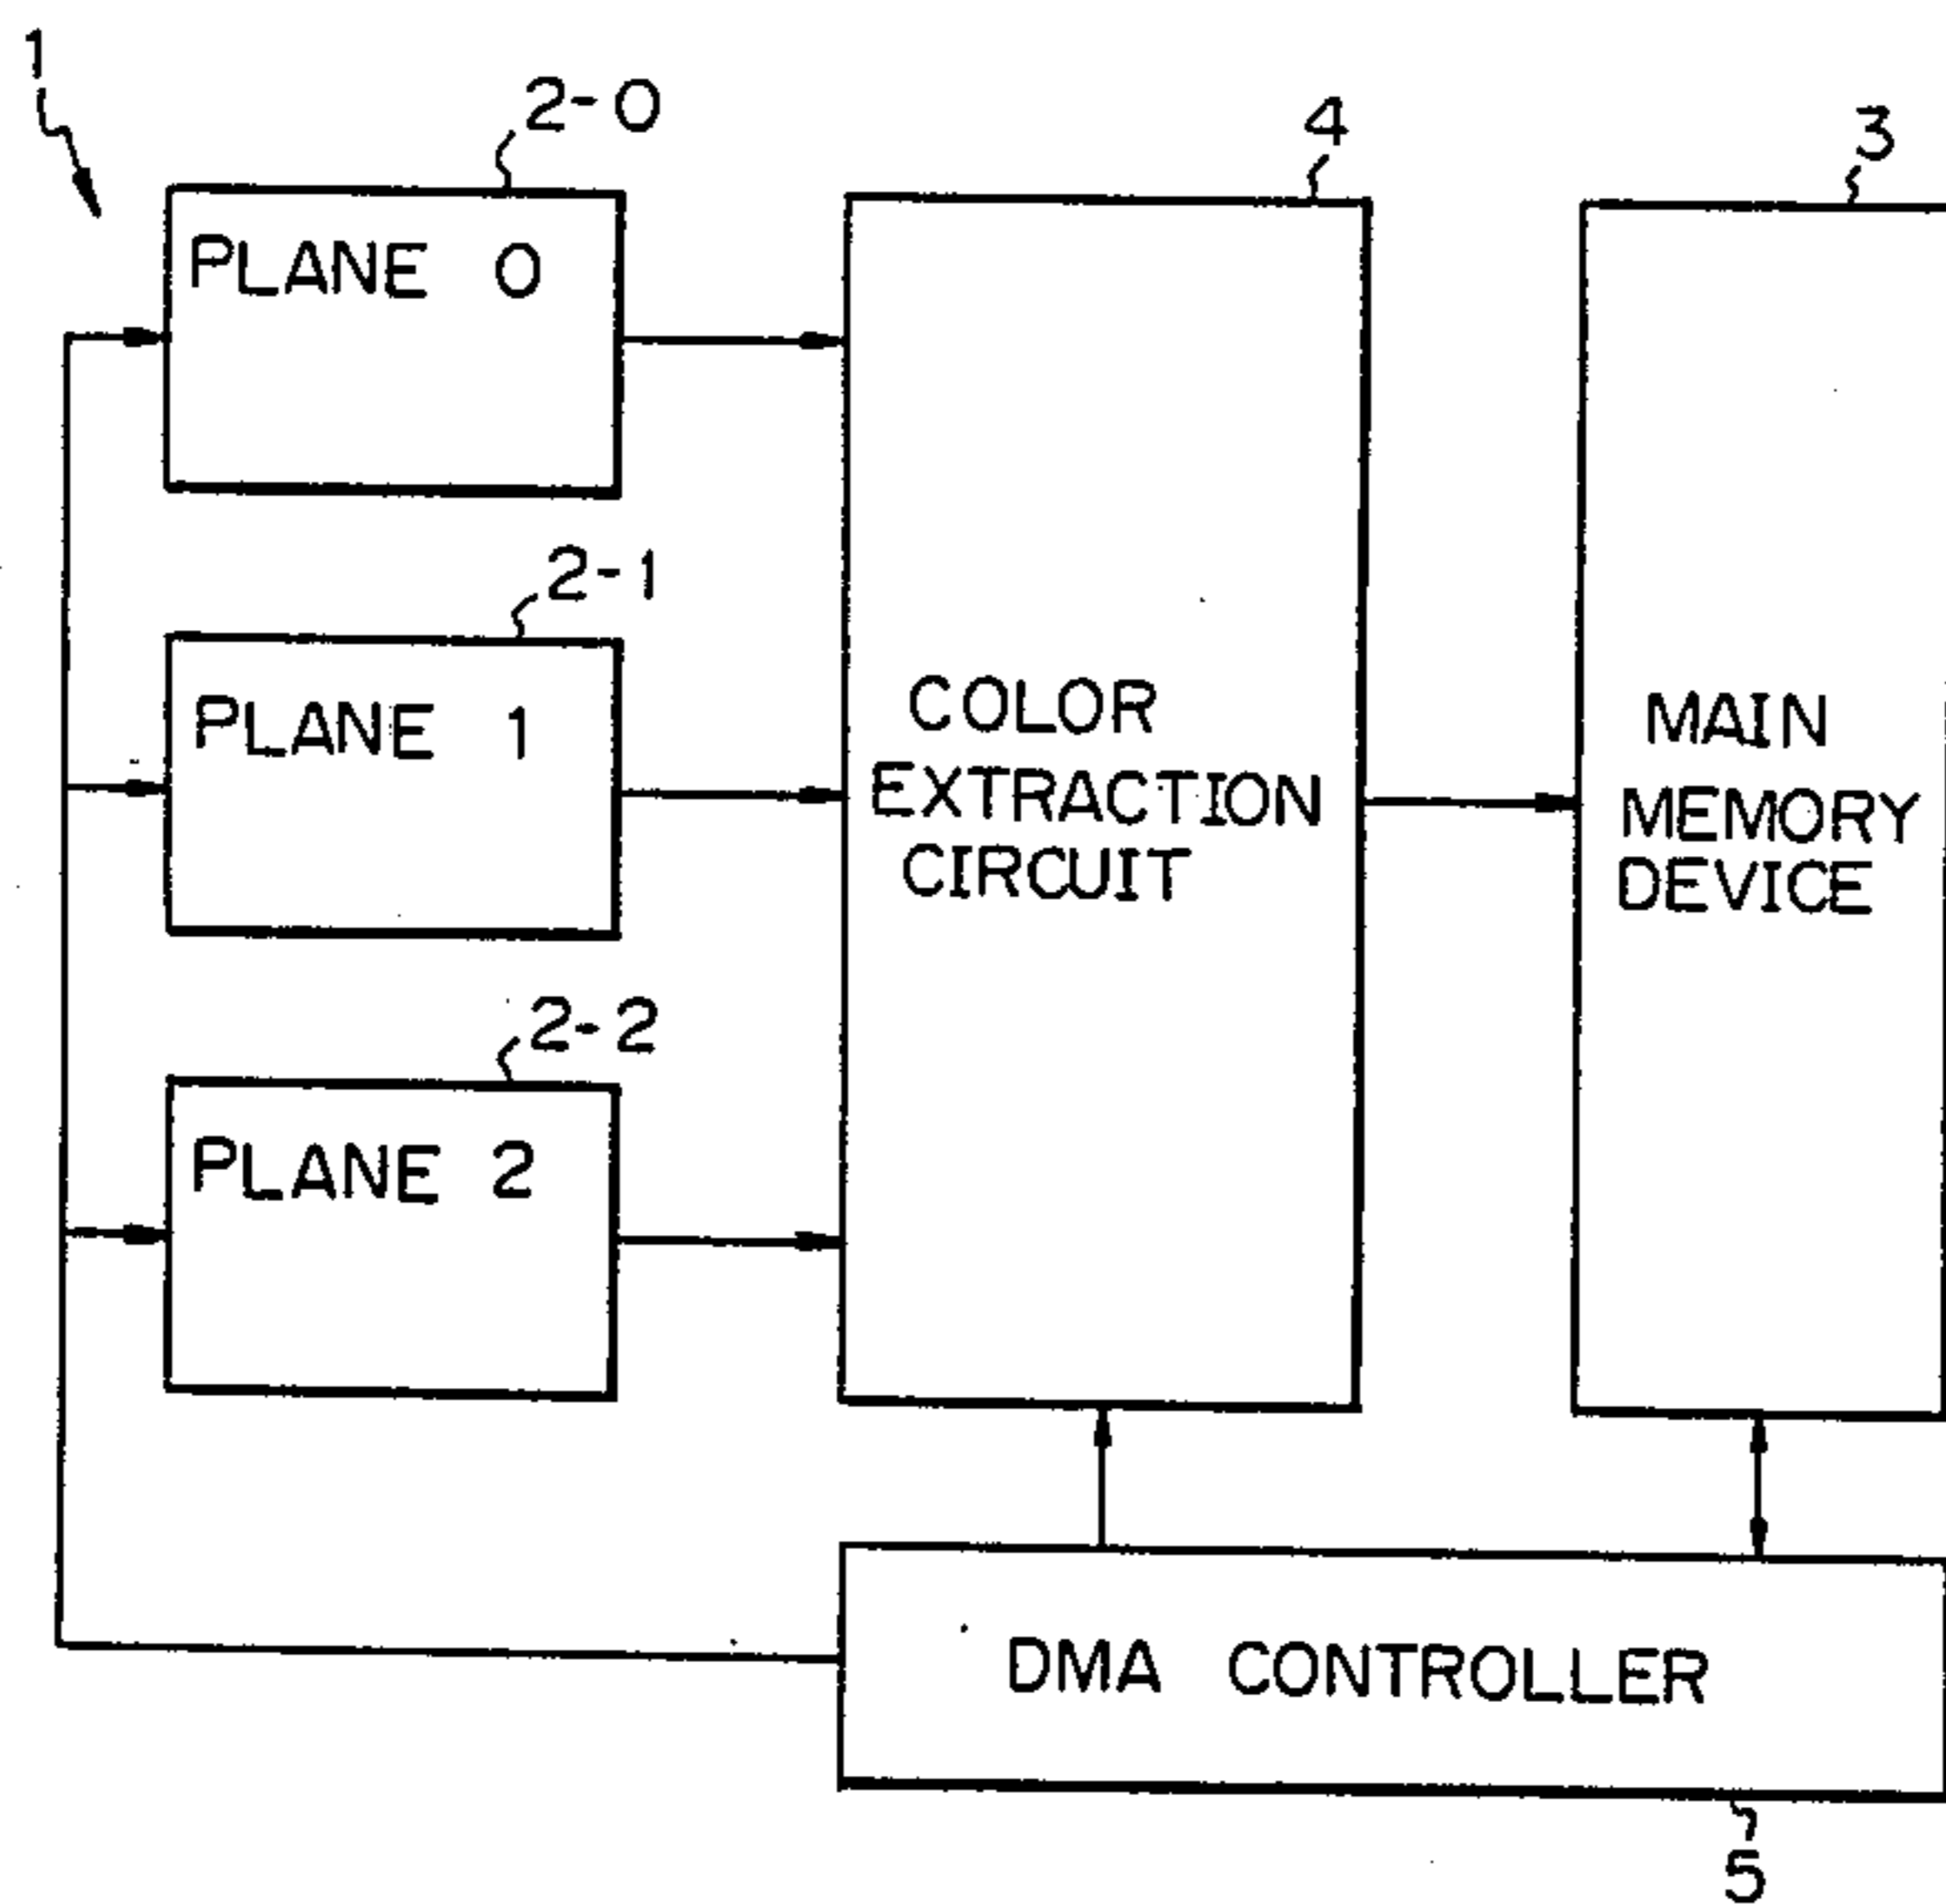 1
2-0
4
3
PLANE 0
2-1
PLANE 1
COLOR
EXTRACTION
CIRCUIT
MAIN
MEMORY
DEVICE
2-2
PLANE 2
DMA CONTROLLER
5